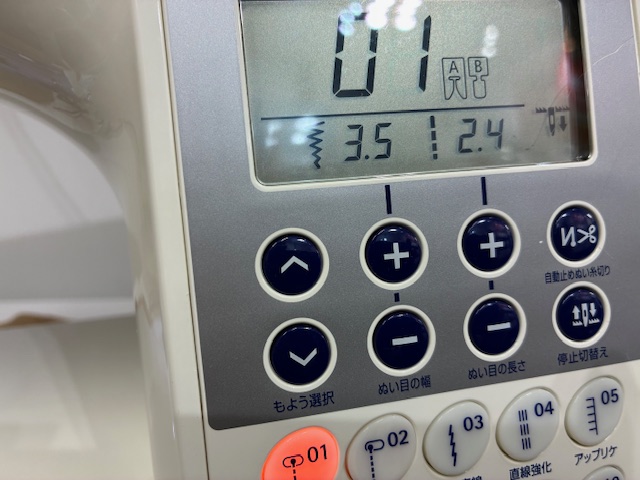 01 A B
3.5 2.4
自動止めぬい糸切り
もよう選択 ぬい目の幅 ぬい目の長さ 停止切替え
01 02 03 04 05
直線強化 アップリケ